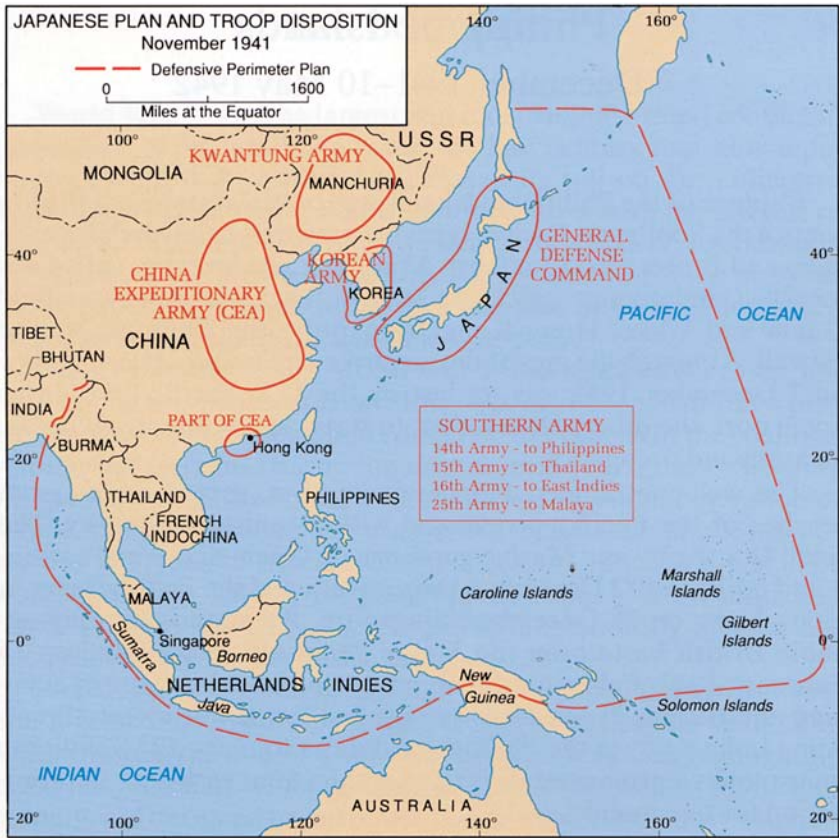 JAPANESE PLAN AND TROOP DISPOSITION
November 1941
Defensive Perimeter Plan
0 1600
Miles at the Equator
140° 160°
100° 120°
USSR
KWANTUNG ARMY
MONGOLIA
MANCHURIA
40° 40°
CHINA
EXPEDITIONARY
ARMY (CEA)
KOREAN
ARMY
KOREA
JAPAN
GENERAL
DEFENSE
COMMAND
PACIFIC OCEAN
TIBET
BHUTAN
CHINA
INDIA
PART OF CEA
Hong Kong
BURMA
20° 20°
SOUTHERN ARMY
14th Army - to Philippines
15th Army - to Thailand
16th Army - to East Indies
25th Army - to Malaya
THAILAND
PHILIPPINES
FRENCH
INDOCHINA
MALAYA
Caroline Islands
Marshall
Islands
Gilbert
Islands
0° 0°
Singapore
Sumatra
Borneo
NETHERLANDS INDIES
New
Guinea
Java
Solomon Islands
INDIAN OCEAN
AUSTRALIA
20° 20°
100° 120° 140° 160°